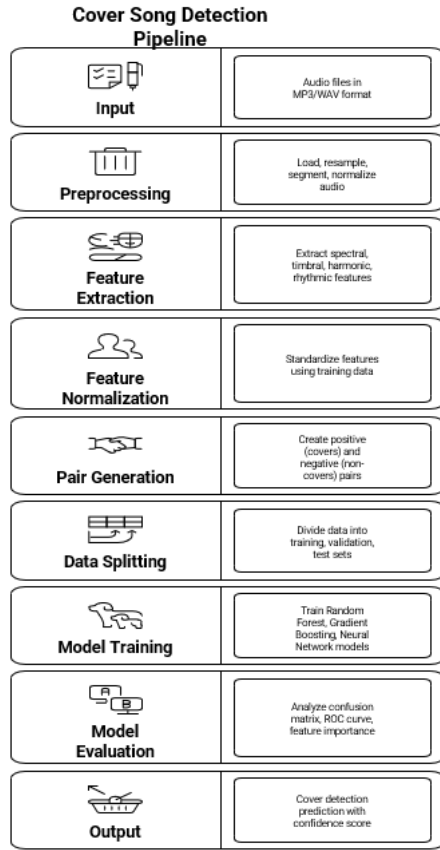 Cover Song Detection
Pipeline
Input
Audio files in
MP3/WAV format
Preprocessing
Load, resample,
segment, normalize
audio
Feature
Extraction
Extract spectral,
timbral, harmonic,
rhythmic features
Feature
Normalization
Standardize features
using training data
Pair Generation
Create positive
(covers) and
negative (non-
covers) pairs
Data Splitting
Divide data into
training, validation,
test sets
Model Training
Train Random
Forest, Gradient
Boosting, Neural
Network models
A
B
Model
Evaluation
Analyze confusion
matrix, ROC curve,
feature importance
Output
Cover detection
prediction with
confidence score